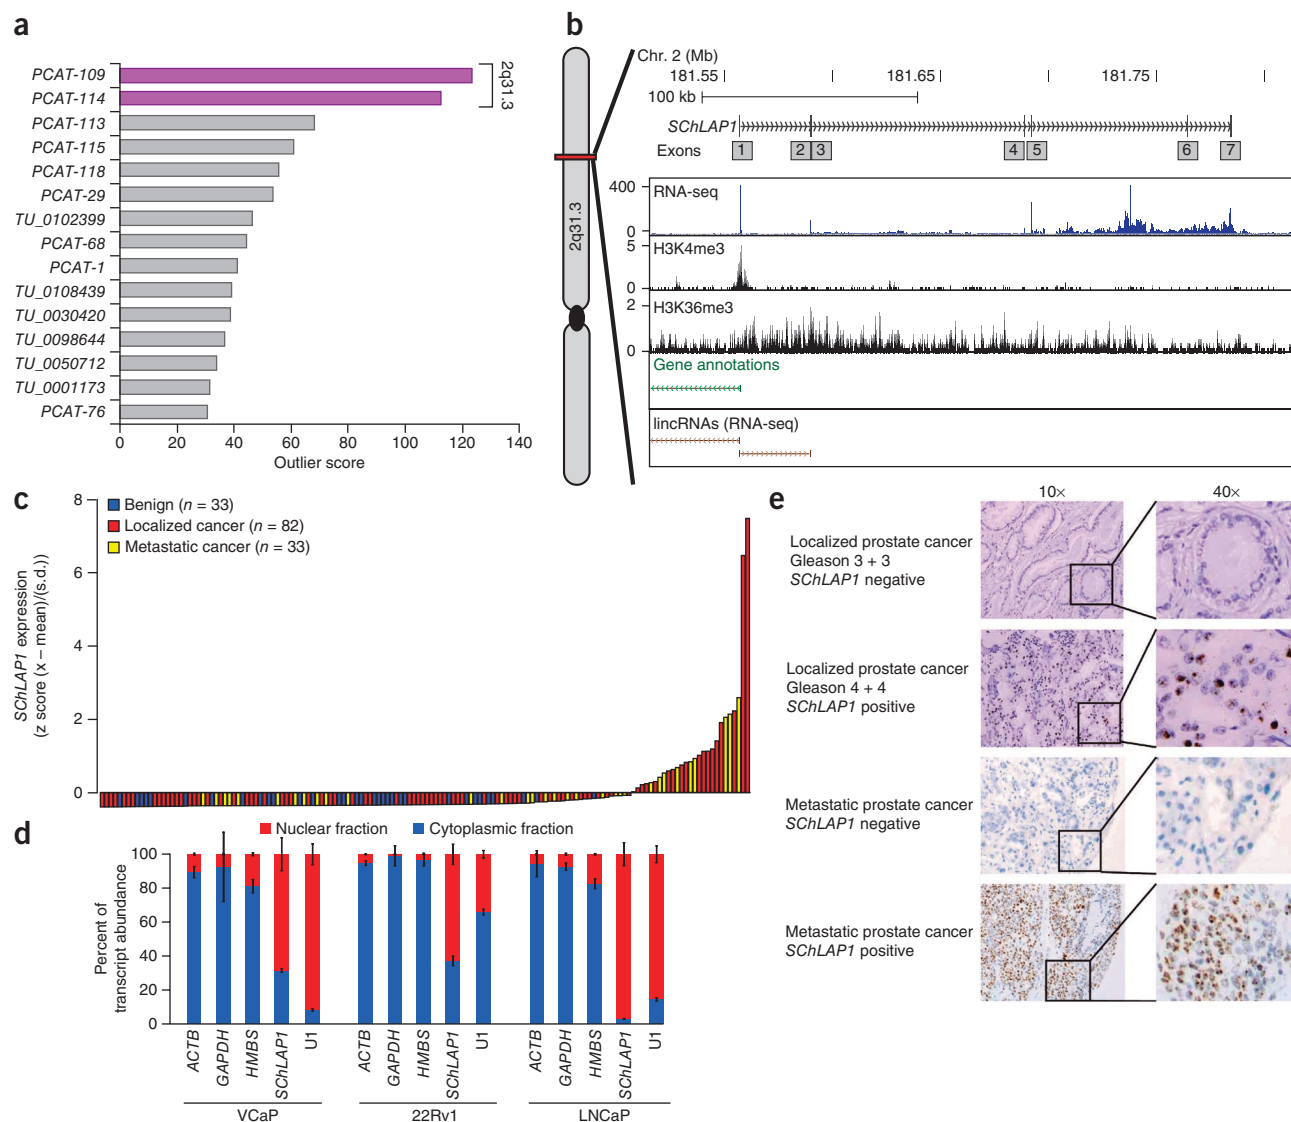 a
PCAT-109
PCAT-114
PCAT-113
PCAT-115
PCAT-118
PCAT-29
TU_0102399
PCAT-68
PCAT-1
TU_0108439
TU_0030420
TU_0098644
TU_0050712
TU_0001173
PCAT-76
2q31.3
0 20 40 60 80 100 120 140
Outlier score
b
Chr. 2 (Mb)
181.55 181.65 181.75
100 kb
SChLAP1
Exons 1 2 3 4 5 6 7
2q31.3
400
0
RNA-seq
5
0
H3K4me3
2
0
H3K36me3
Gene annotations
lincRNAs (RNA-seq)
c
8
6
4
2
0
SChLAP1 expression
(z score (x – mean)/(s.d.))
Benign (n = 33)
Localized cancer (n = 82)
Metastatic cancer (n = 33)
d
Nuclear fraction Cytoplasmic fraction
100
80
60
40
20
0
Percent of
transcript abundance
ACTB GAPDH HMBS SChLAP1 U1 ACTB GAPDH HMBS SChLAP1 U1 ACTB GAPDH HMBS SChLAP1 U1
VCaP 22Rv1 LNCaP
e
10× 40×
Localized prostate cancer
Gleason 3 + 3
SChLAP1 negative
Localized prostate cancer
Gleason 4 + 4
SChLAP1 positive
Metastatic prostate cancer
SChLAP1 negative
Metastatic prostate cancer
SChLAP1 positive